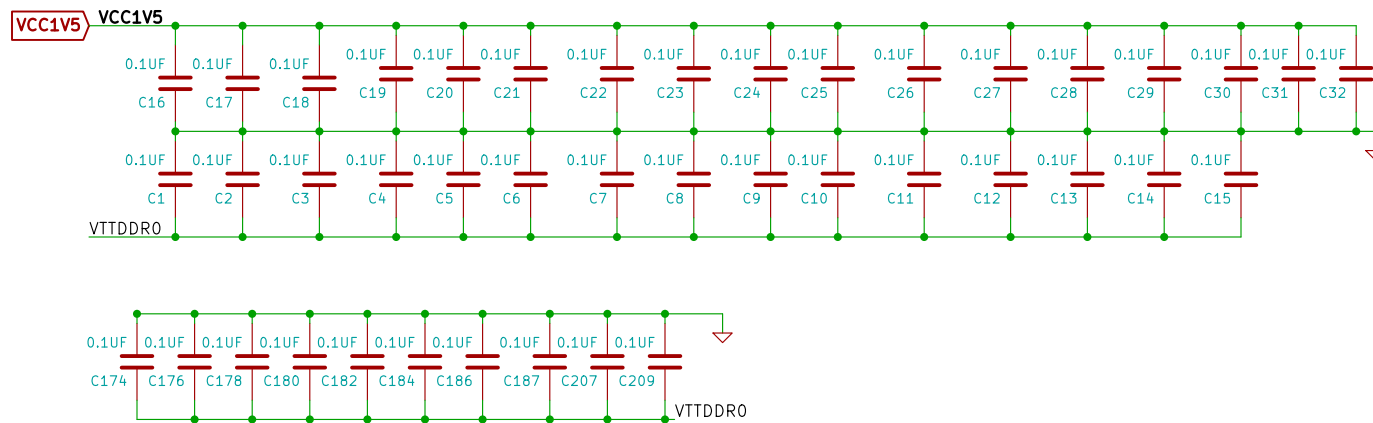 VCC1V5 VCC1V5
0.1UF 0.1UF 0.1UF 0.1UF 0.1UF 0.1UF 0.1UF 0.1UF 0.1UF 0.1UF 0.1UF 0.1UF 0.1UF 0.1UF
0.1UF 0.1UF 0.1UF
C19 C20 C21 C22 C23 C24 C25 C26 C27 C28 C29 C30 C31 C32
C16 C17 C18
0.1UF 0.1UF 0.1UF 0.1UF 0.1UF 0.1UF 0.1UF 0.1UF 0.1UF 0.1UF 0.1UF 0.1UF 0.1UF 0.1UF 0.1UF
C1 C2 C3 C4 C5 C6 C7 C8 C9 C10 C11 C12 C13 C14 C15
VTTDDR0
0.1UF 0.1UF 0.1UF 0.1UF 0.1UF 0.1UF 0.1UF 0.1UF 0.1UF 0.1UF
C174 C176 C178 C180 C182 C184 C186 C187 C207 C209
VTTDDR0